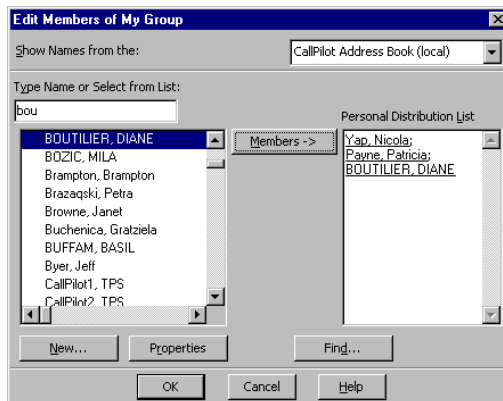 Edit Members of My Group
Show Names from the:
CallPilot Address Book (local)
Type Name or Select from List:
bou
Personal Distribution List
BOUTILIER, DIANE
BOZIC, MILA
Brampton, Brampton
Brazaqski, Petra
Browne, Janet
Buchenica, Gratziela
BUFFAM, BASIL
Byer, Jeff
CallPilot1, TPS
CallPilot2, TPS
Members ->
Yap, Nicola;
Payne, Patricia;
BOUTILIER, DIANE
New...
Properties
Find...
OK
Cancel
Help